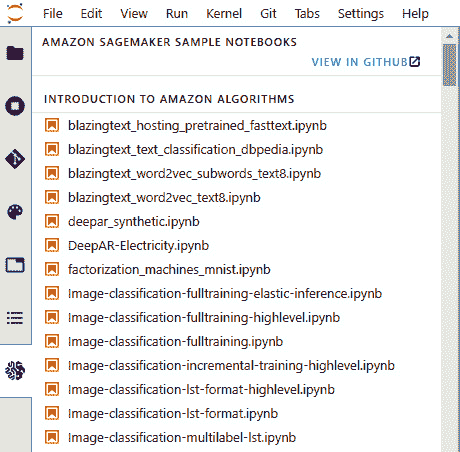 File Edit View Run Kernel Git Tabs Settings Help
AMAZON SAGEMAKER SAMPLE NOTEBOOKS
VIEW IN GITHUB
INTRODUCTION TO AMAZON ALGORITHMS
blazingtext_hosting_pretrained_fasttext.ipynb
blazingtext_text_classification_dbpedia.ipynb
blazingtext_word2vec_subwords_text8.ipynb
blazingtext_word2vec_text8.ipynb
deepar_synthetic.ipynb
DeepAR-Electricity.ipynb
factorization_machines_mnist.ipynb
Image-classification-fulltraining-elastic-inference.ipynb
Image-classification-fulltraining-highlevel.ipynb
Image-classification-fulltraining.ipynb
Image-classification-incremental-training-highlevel.ipynb
Image-classification-lst-format-highlevel.ipynb
Image-classification-lst-format.ipynb
Image-classification-multilabel-lst.ipynb